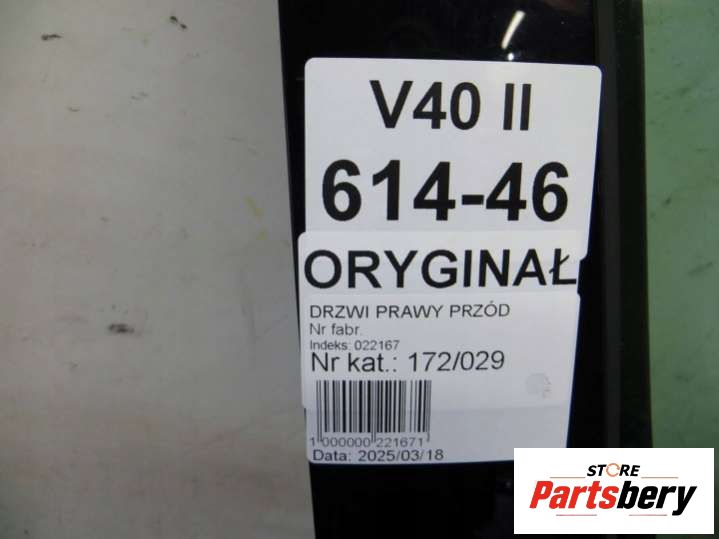 V40 II
614-46
ORYGINAŁ
DRZWI PRAWY PRZÓD
Nr fabr.
Indeks: 022167
Nr kat.: 172/029
1 000000 221671
Data: 2025/03/18
STORE
Partsbery